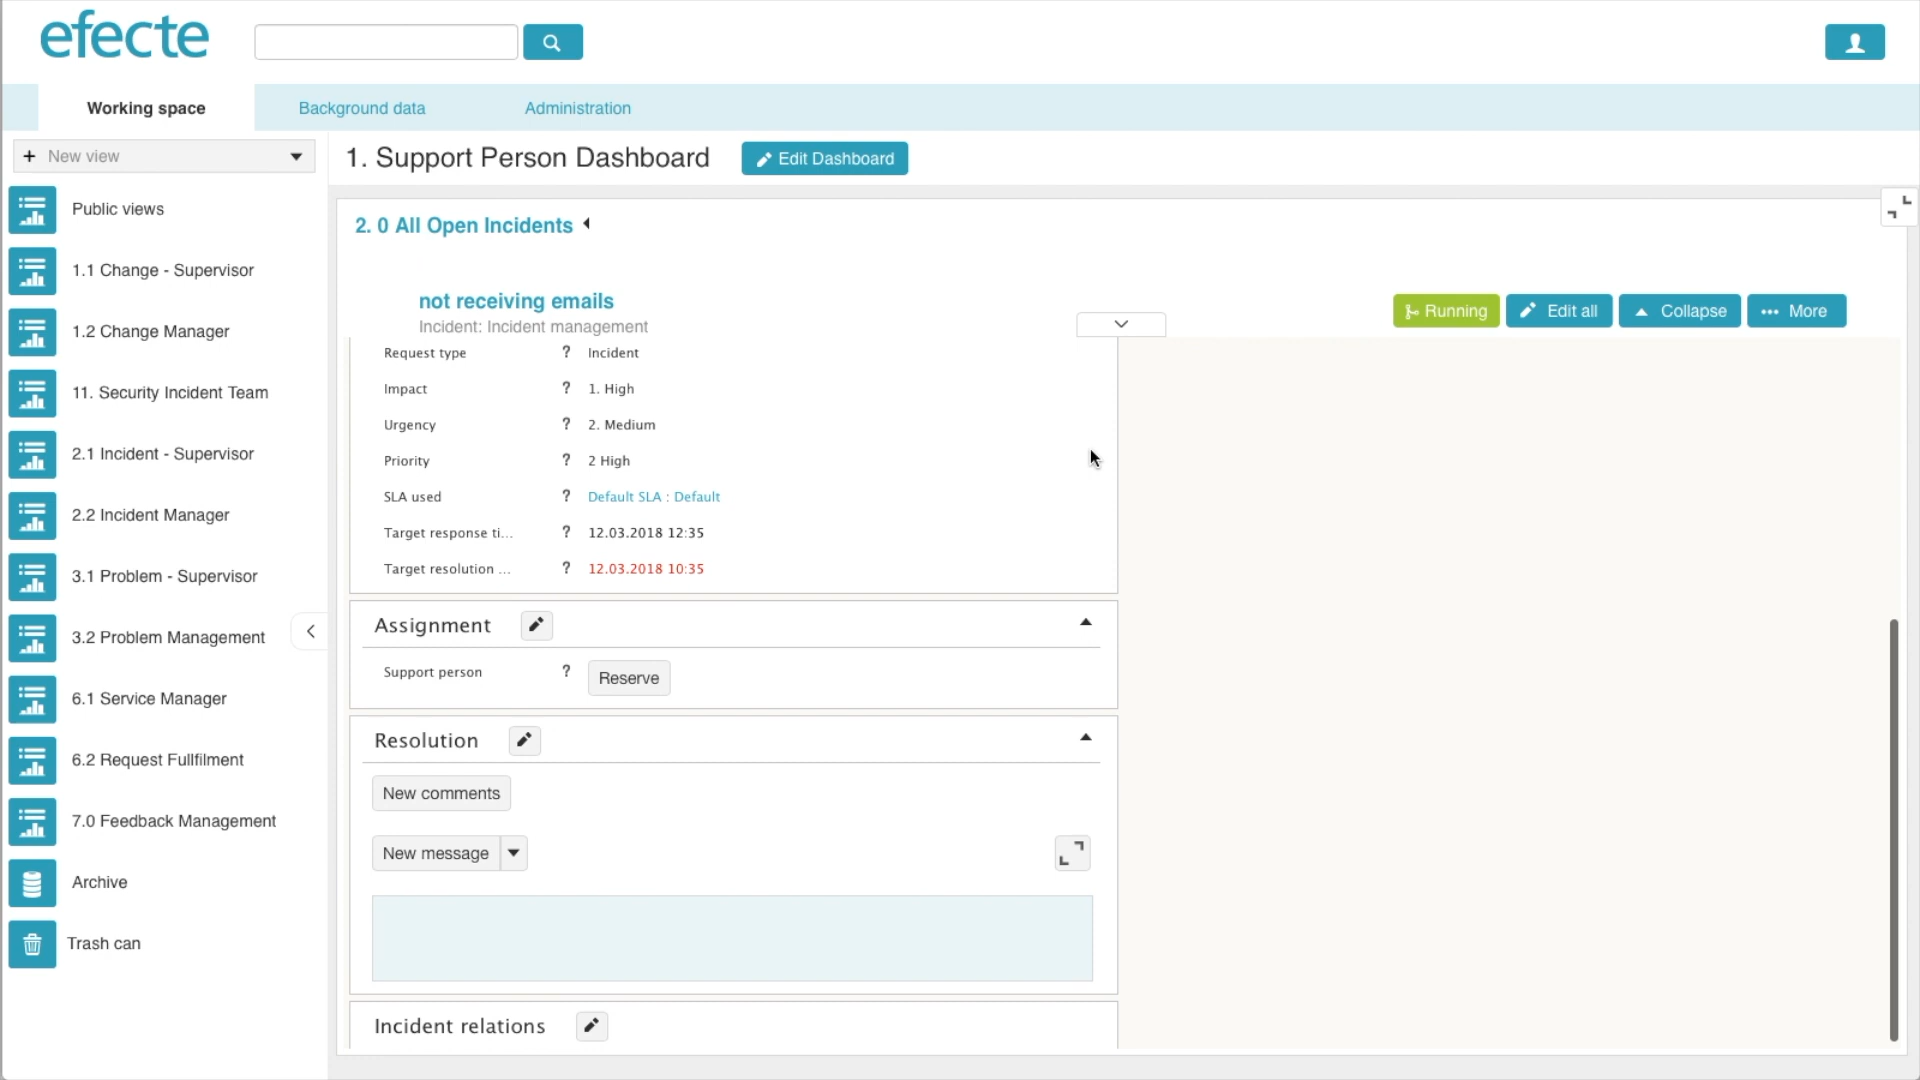 efecte
Working space
Background data
Administration
+ New view
1. Support Person Dashboard
Edit Dashboard
Public views
1.1 Change - Supervisor
1.2 Change Manager
11. Security Incident Team
2.1 Incident - Supervisor
2.2 Incident Manager
3.1 Problem - Supervisor
3.2 Problem Management
6.1 Service Manager
6.2 Request Fullfilment
7.0 Feedback Management
Archive
Trash can
2. 0 All Open Incidents
not receiving emails
Incident: Incident management
Running
Edit all
Collapse
More
Request type ? Incident
Impact ? 1. High
Urgency ? 2. Medium
Priority ? 2 High
SLA used ? Default SLA : Default
Target response ti... ? 12.03.2018 12:35
Target resolution ... ? 12.03.2018 10:35
Assignment
Support person ? Reserve
Resolution
New comments
New message
Incident relations